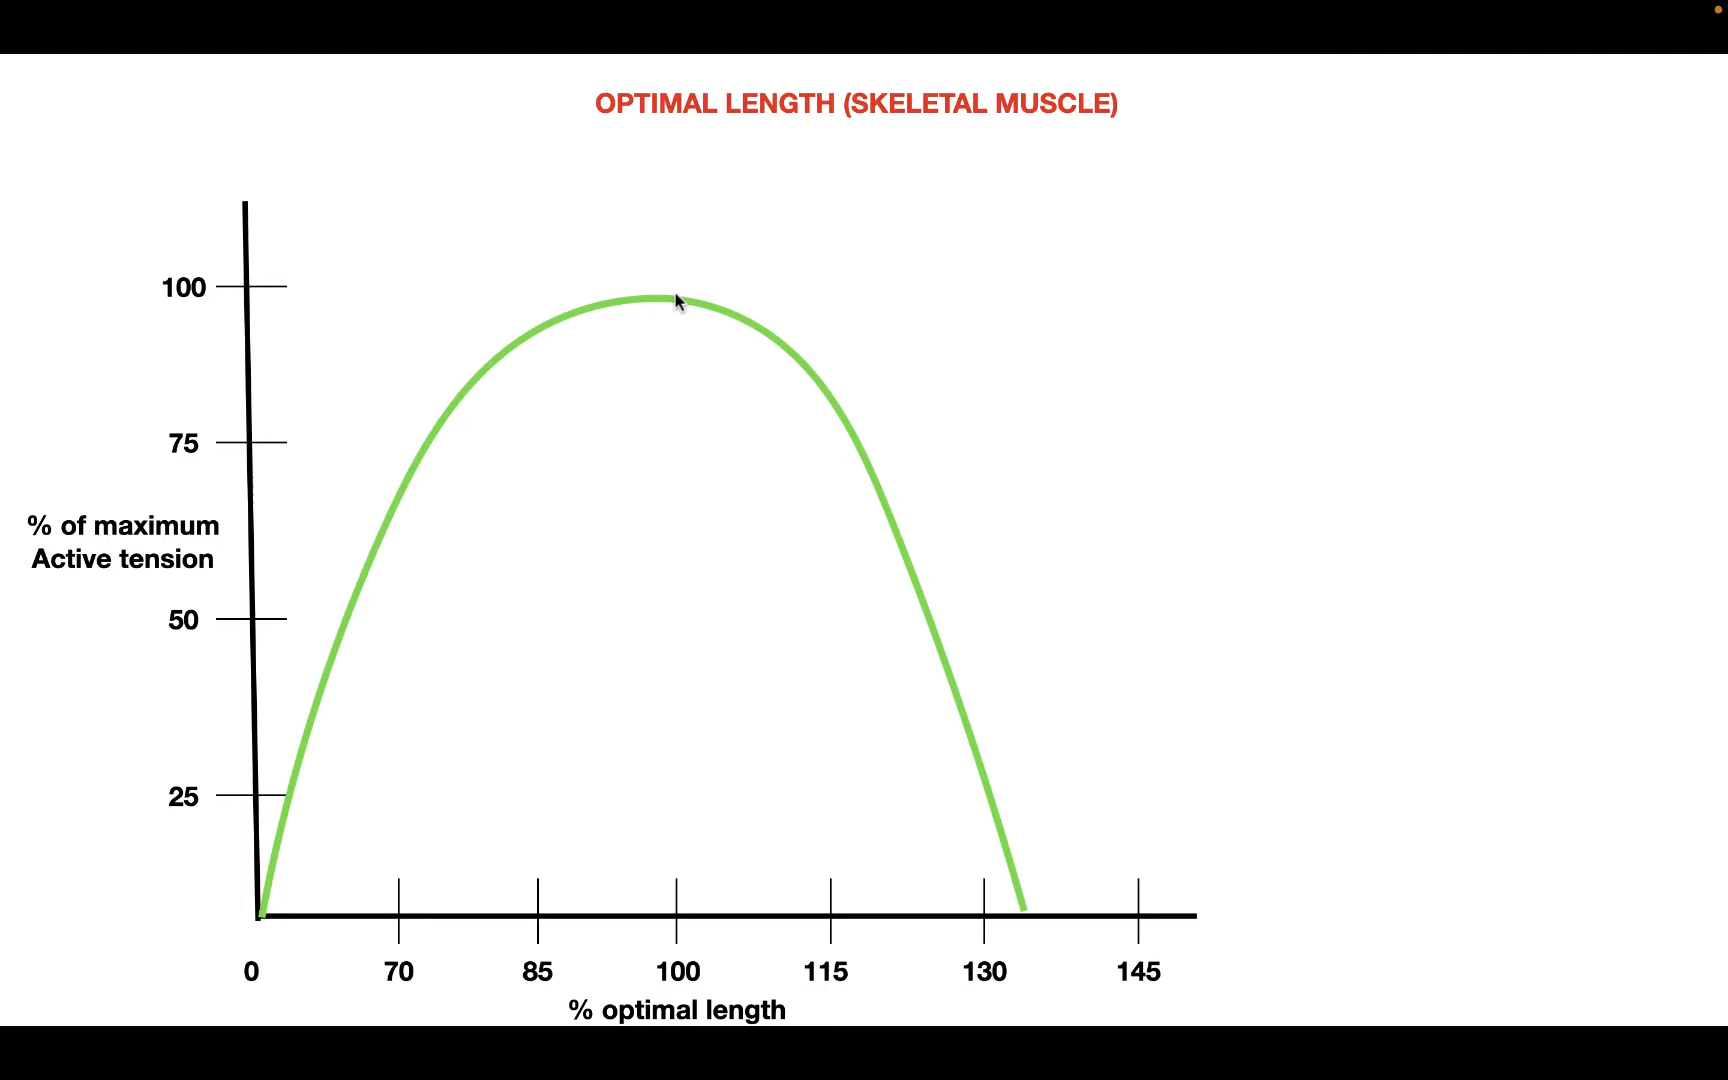 OPTIMAL LENGTH (SKELETAL MUSCLE)
100
75
% of maximum
Active tension
50
25
0 70 85 100 115 130 145
% optimal length